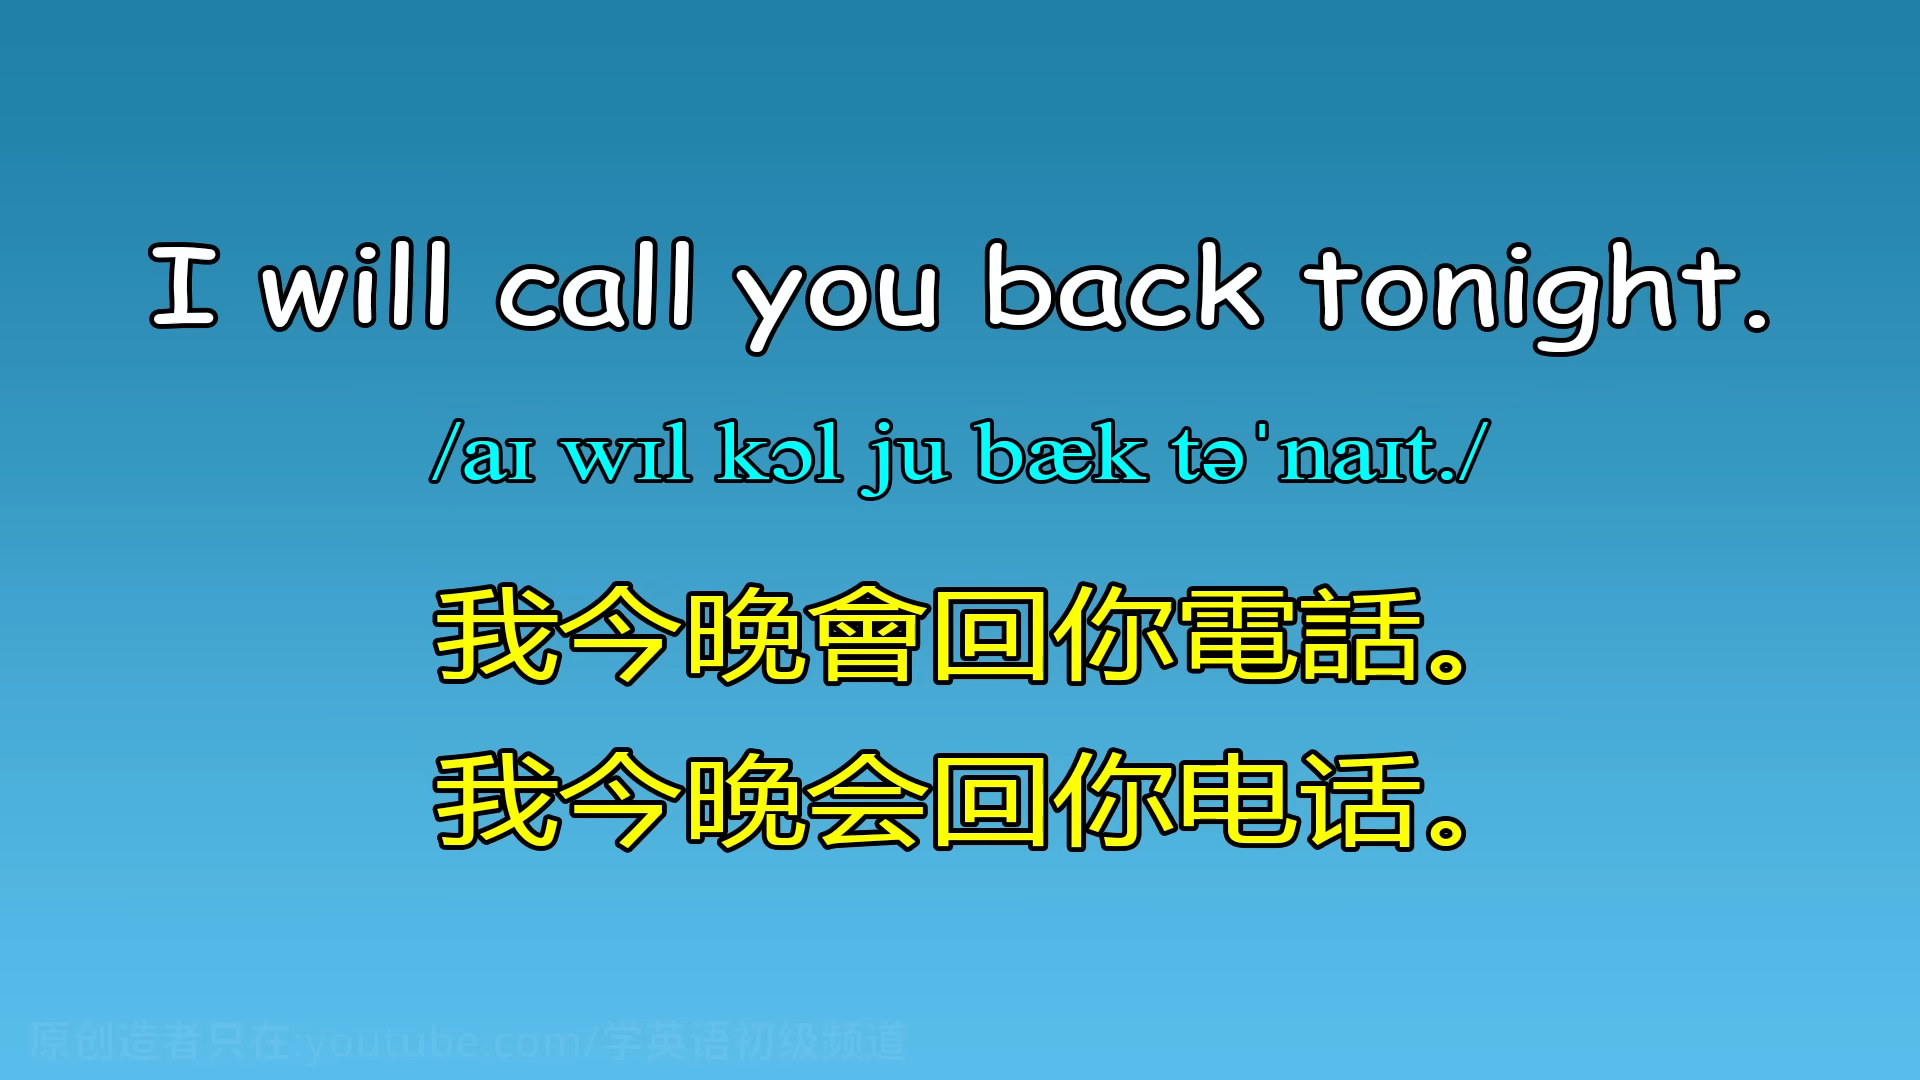 I will call you back tonight.
/aɪ wɪl kɔl ju bæk təˈnaɪt./
我今晚會回你電話。
我今晚会回你电话。
原创造者只在:youtube.com/学英语初级频道